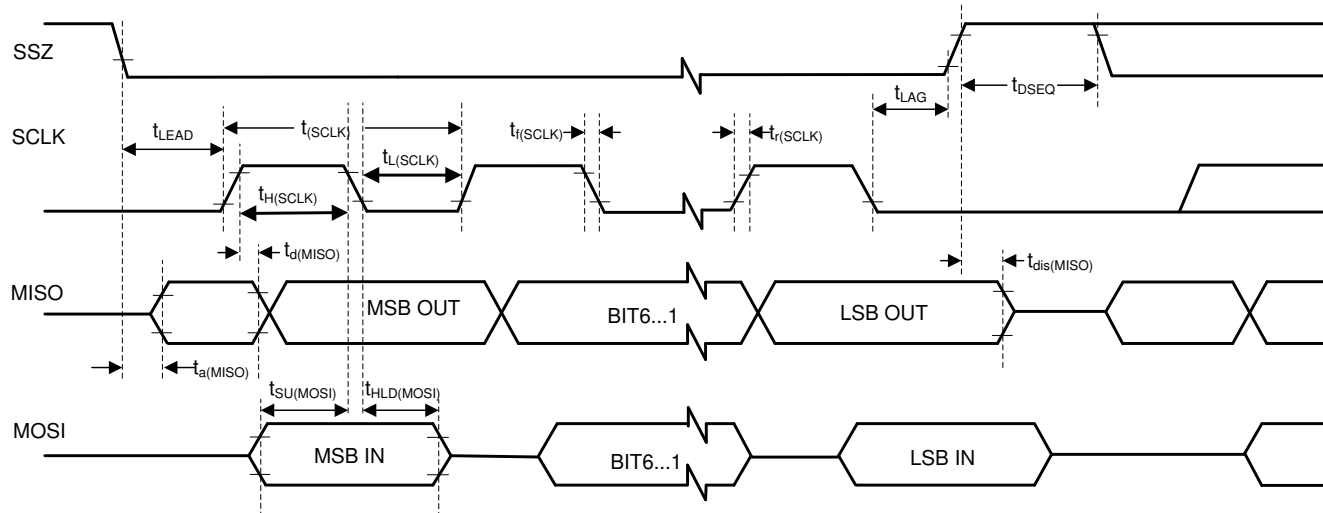 SSZ
tLAG
tDSEQ
SCLK
tLEAD
t(SCLK)
tf(SCLK)
tr(SCLK)
tL(SCLK)
tH(SCLK)
td(MISO)
tdis(MISO)
MISO
MSB OUT
BIT6...1
LSB OUT
ta(MISO)
tSU(MOSI)
tHLD(MOSI)
MOSI
MSB IN
BIT6...1
LSB IN